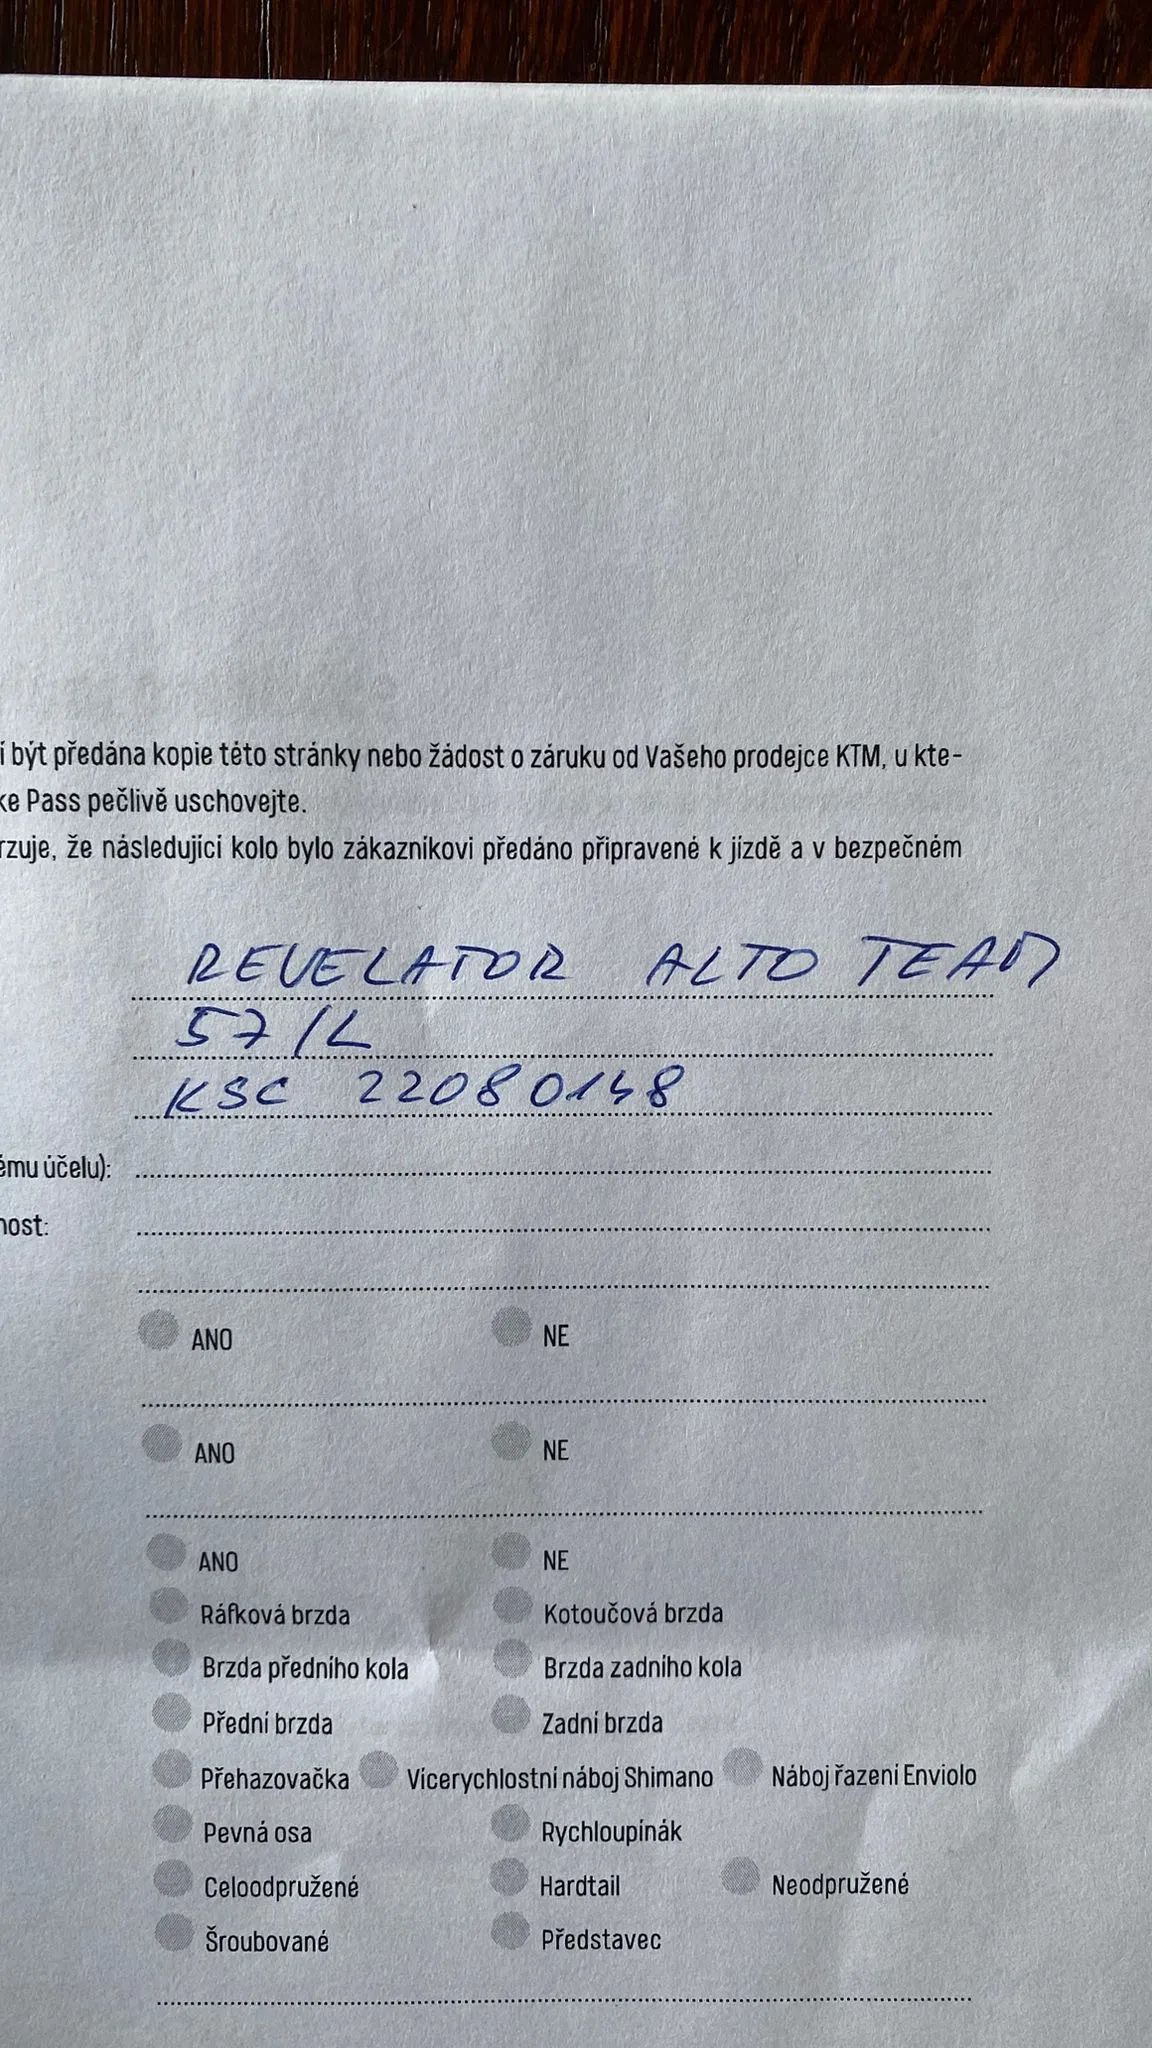 í být předána kopie této stránky nebo žádost o záruku od Vašeho prodejce KTM, u kte-
ke Pass pečlivě uschovejte.
rzuje, že následující kolo bylo zákazníkovi předáno připravené k jízdě a v bezpečném
REVELATOR ALTO TEAM
57/L
KSC 22080148
ému účelu):
nost:
ANO NE
ANO NE
ANO NE
Ráfková brzda Kotoučová brzda
Brzda předního kola Brzda zadního kola
Přední brzda Zadní brzda
Přehazovačka Vícerychlostní náboj Shimano Náboj řazení Enviolo
Pevná osa Rychloupínák
Celoodpružené Hardtail Neodpružené
Šroubované Představec